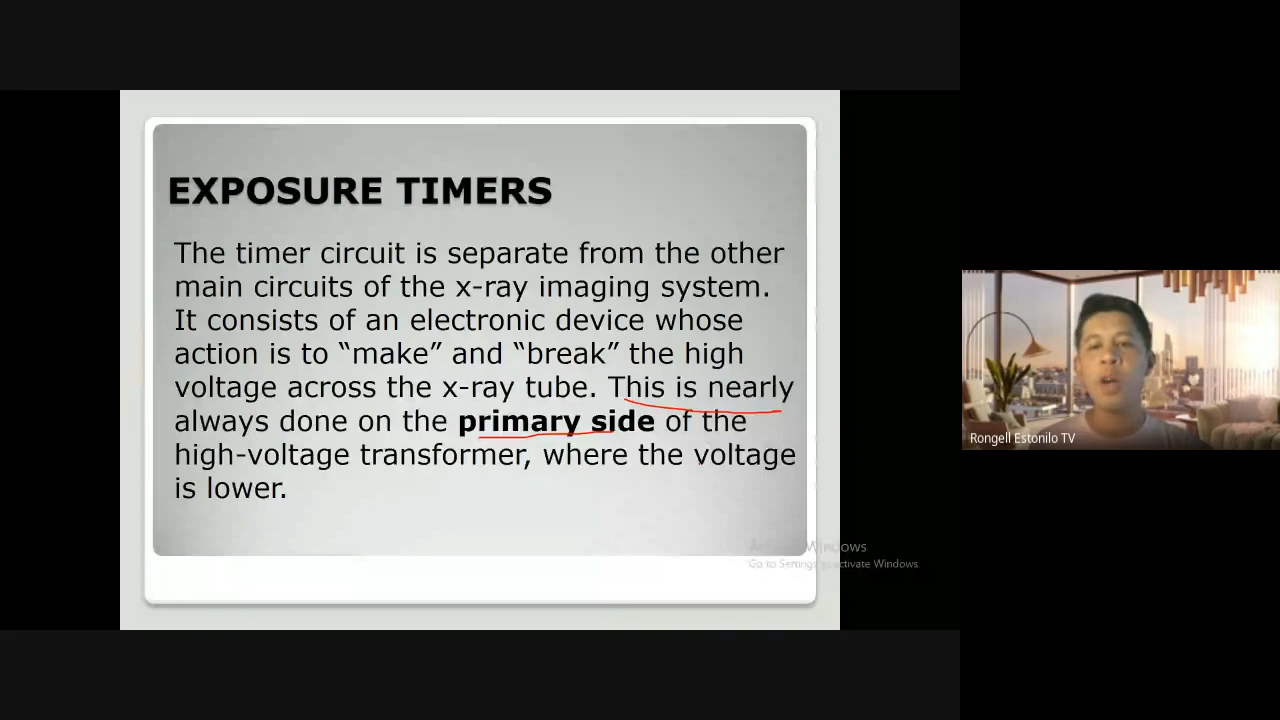 EXPOSURE TIMERS
The timer circuit is separate from the other
main circuits of the x-ray imaging system.
It consists of an electronic device whose
action is to “make” and “break” the high
voltage across the x-ray tube. This is nearly
always done on the primary side of the
high-voltage transformer, where the voltage
is lower.
Windows
Go to Settings to activate Windows.
Rongell Estonilo TV